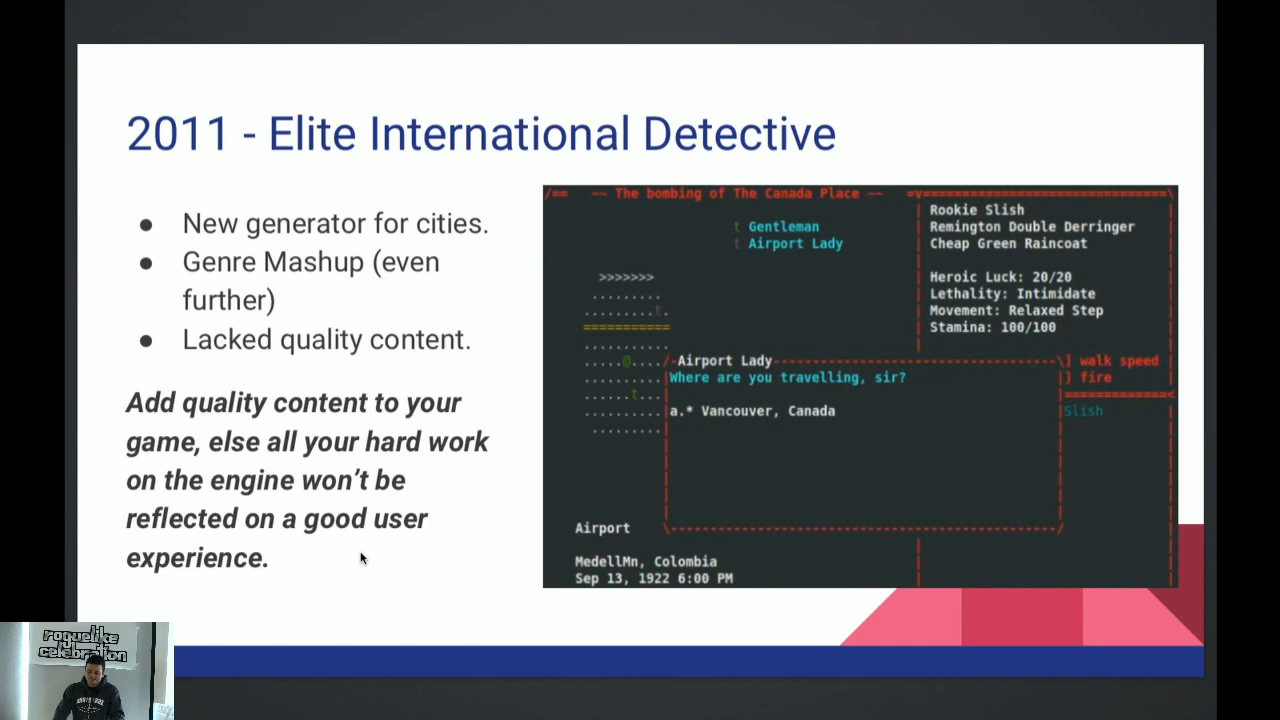 2011 - Elite International Detective
● New generator for cities.
● Genre Mashup (even
further)
● Lacked quality content.
Add quality content to your
game, else all your hard work
on the engine won't be
reflected on a good user
experience.
/== ~~ The bombing of The Canada Place ~~ =v==============================\
t Gentleman
t Airport Lady
Rookie Slish
Remington Double Derringer
Cheap Green Raincoat
Heroic Luck: 20/20
Lethality: Intimidate
Movement: Relaxed Step
Stamina: 100/100
>>>>>>>
Airport Lady
Where are you travelling, sir?
a.* Vancouver, Canada
] walk speed
] fire
Slish
Airport
MedellMn, Colombia
Sep 13, 1922 6:00 PM
roguelike
celebration